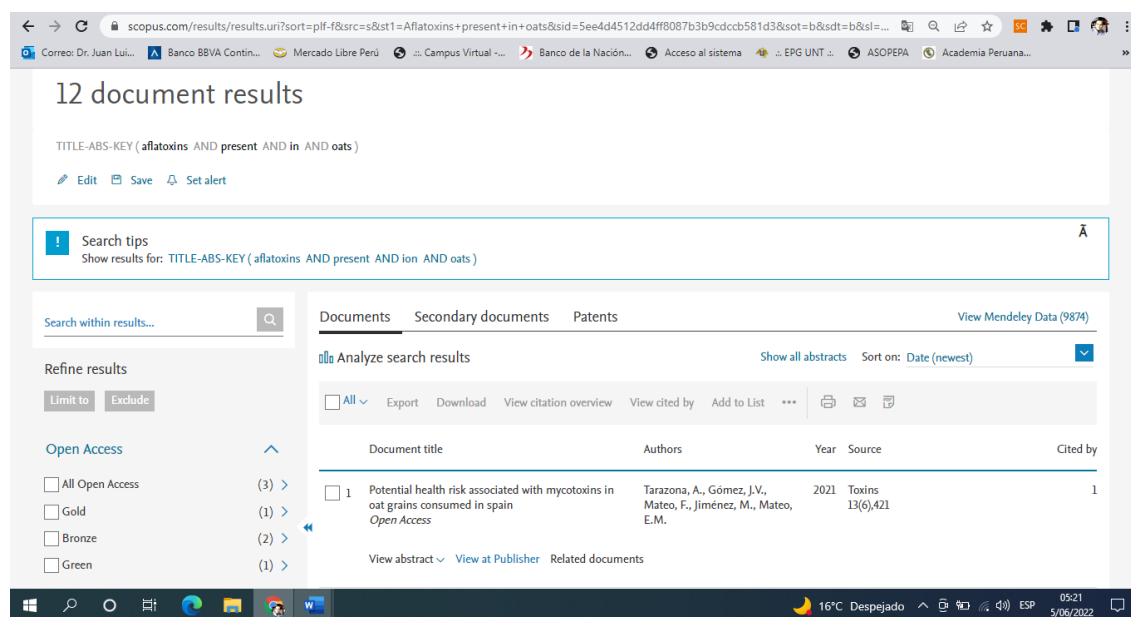 scopus.com/results/results.uri?sort=plf-f&src=s&st1=Aflatoxins+present+in+oats&sid=5ee4d4512dd4ff8087b3b9cdccb581d3&sot=b&sdt=b&sl=...
Correo: Dr. Juan Lui... Banco BBVA Contin... Mercado Libre Perú .::. Campus Virtual -... Banco de la Nación... Acceso al sistema .: EPG UNT :. ASOPEPA Academia Peruana... »
12 document results
TITLE-ABS-KEY ( aflatoxins AND present AND in AND oats )
Edit Save Set alert
! Search tips Ã
Show results for: TITLE-ABS-KEY ( aflatoxins AND present AND ion AND oats )
Search within results...
Documents Secondary documents Patents View Mendeley Data (9874)
Analyze search results Show all abstracts Sort on: Date (newest)
Refine results
Limit to Exclude
All Export Download View citation overview View cited by Add to List •••
Open Access
Document title Authors Year Source Cited by
All Open Access (3)
Gold (1)
Bronze (2)
Green (1)
1 Potential health risk associated with mycotoxins in Tarazona, A., Gómez, J.V., 2021 Toxins 1
oat grains consumed in spain Mateo, F., Jiménez, M., Mateo, 13(6),421
Open Access E.M.
View abstract View at Publisher Related documents
16°C Despejado ESP 05:21
5/06/2022